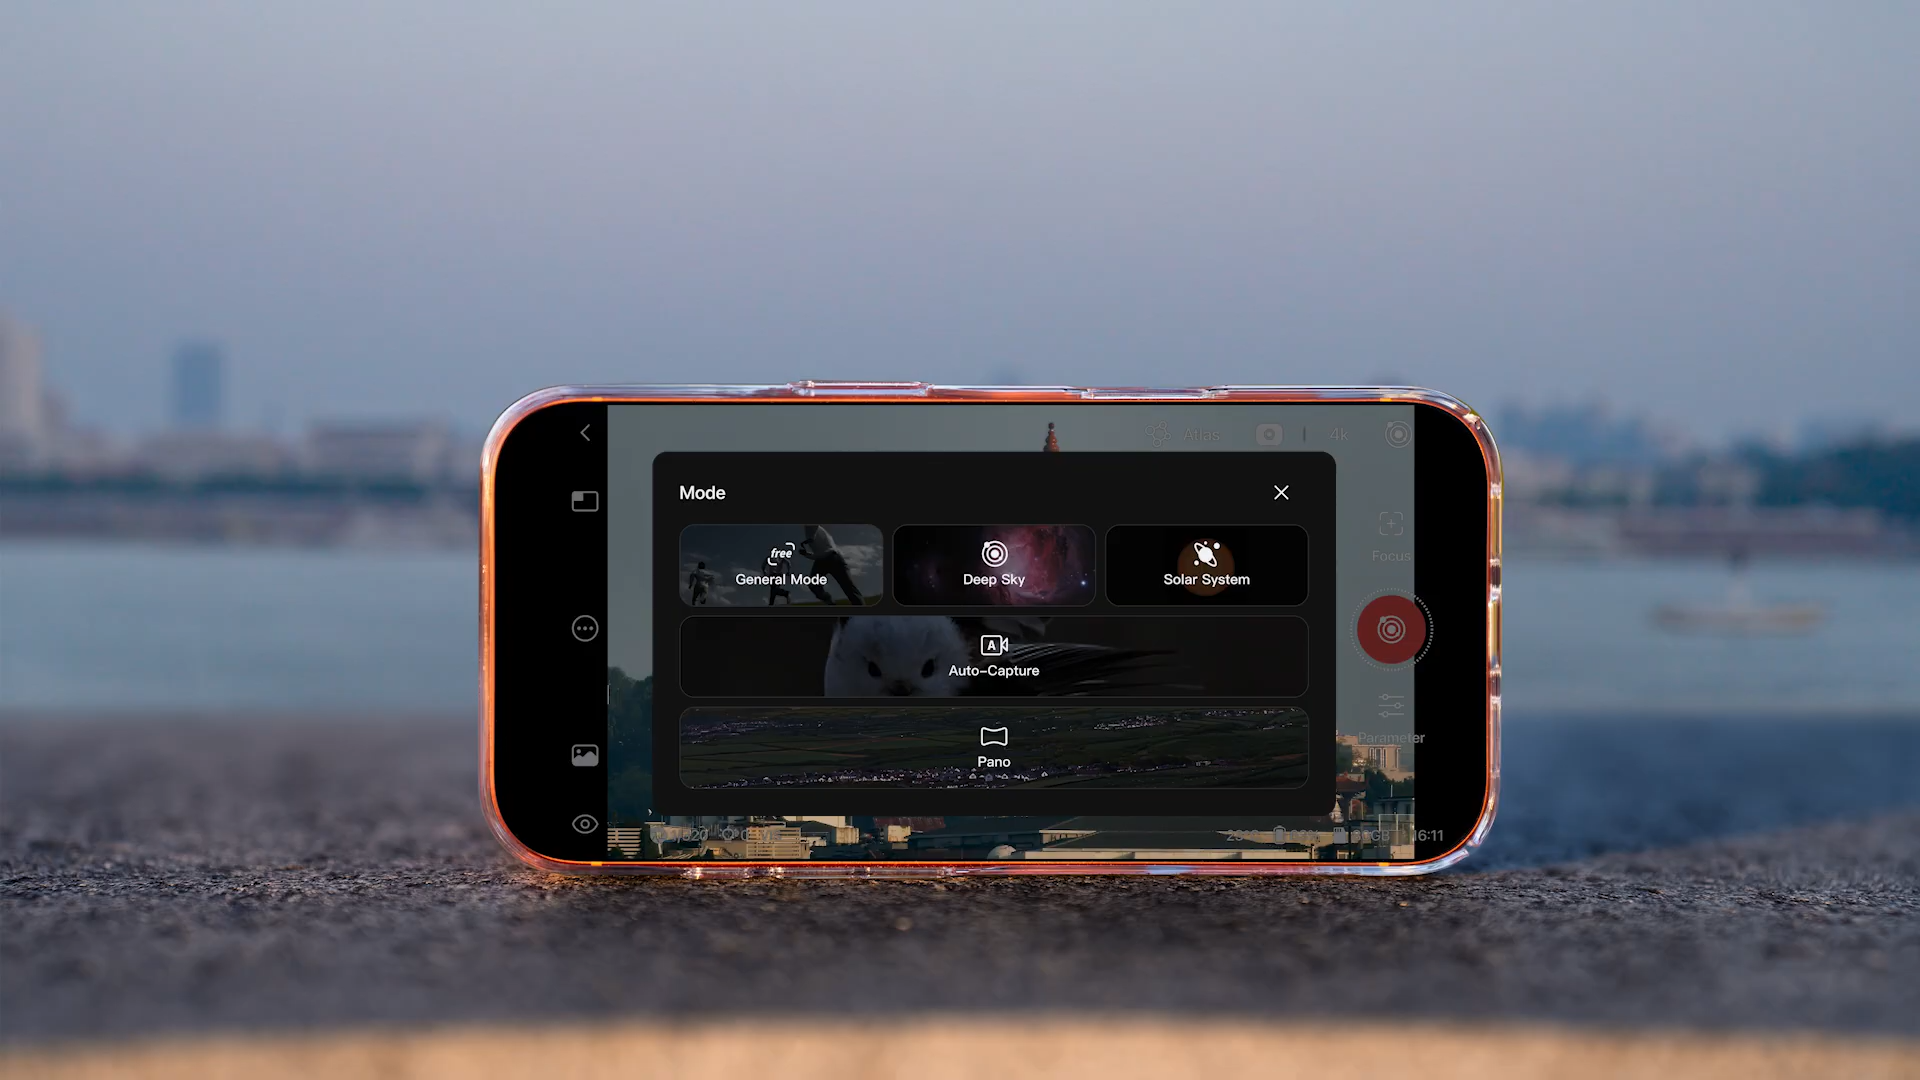 Atlas
4k
Mode
free
General Mode
Deep Sky
Solar System
Focus
A
Auto-Capture
Pano
Parameter
16:11